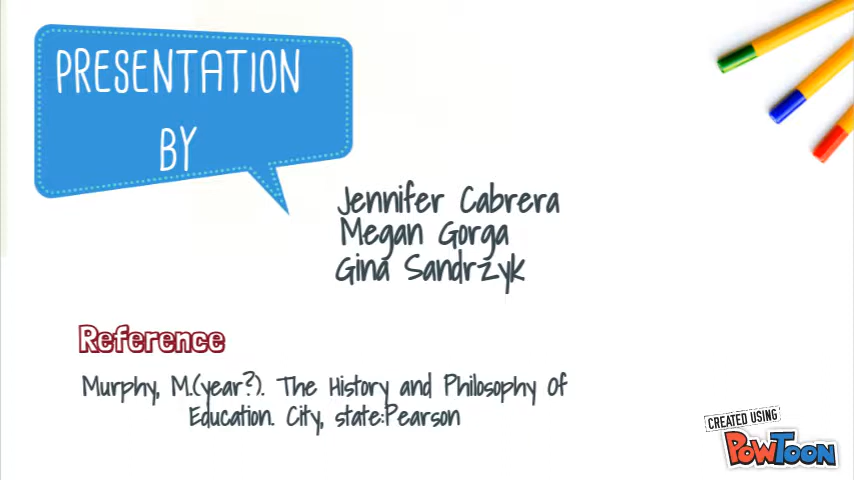 PRESENTATION
BY
Jennifer Cabrera
Megan Gorga
Gina Sandrzyk
Reference
Murphy, M.(year?). The History and Philosophy Of
Education. City, state:Pearson
CREATED USING
POWTOON